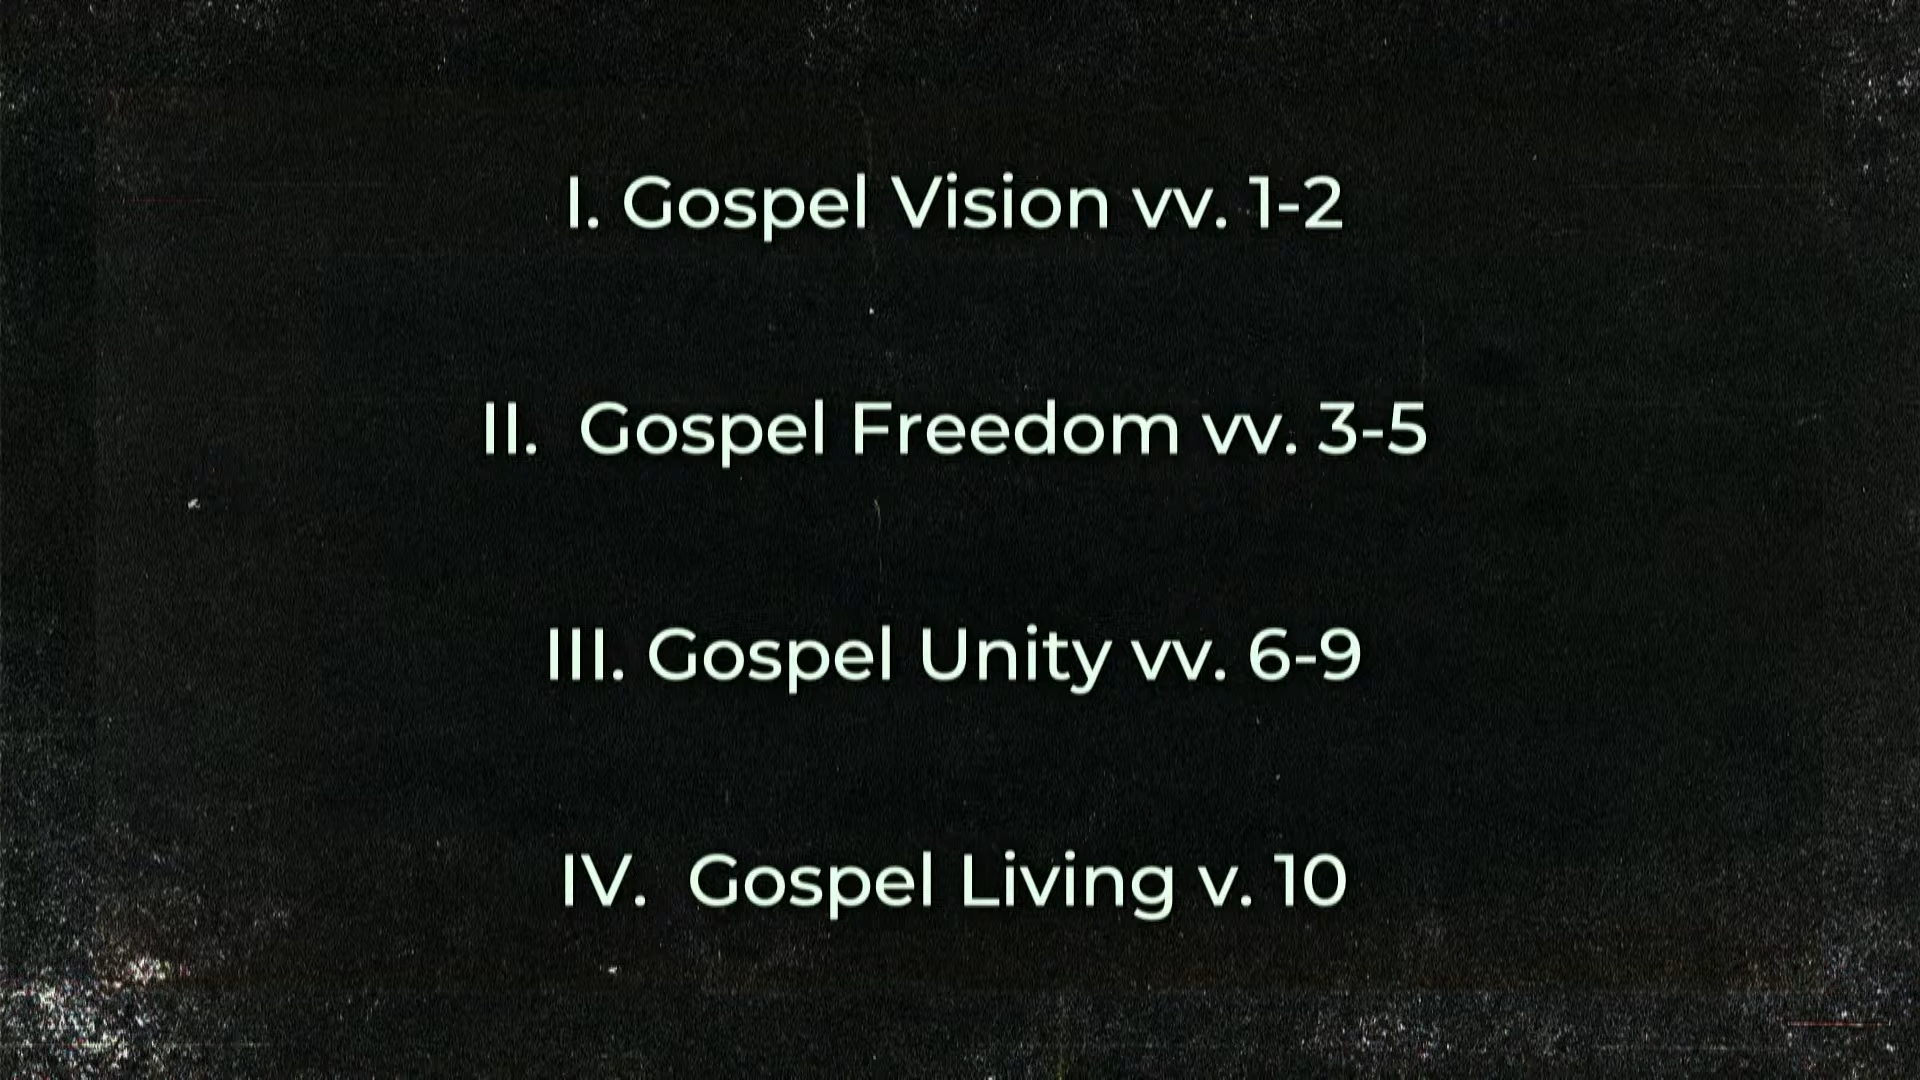 I. Gospel Vision vv. 1-2
II.  Gospel Freedom vv. 3-5
III. Gospel Unity vv. 6-9
IV.  Gospel Living v. 10